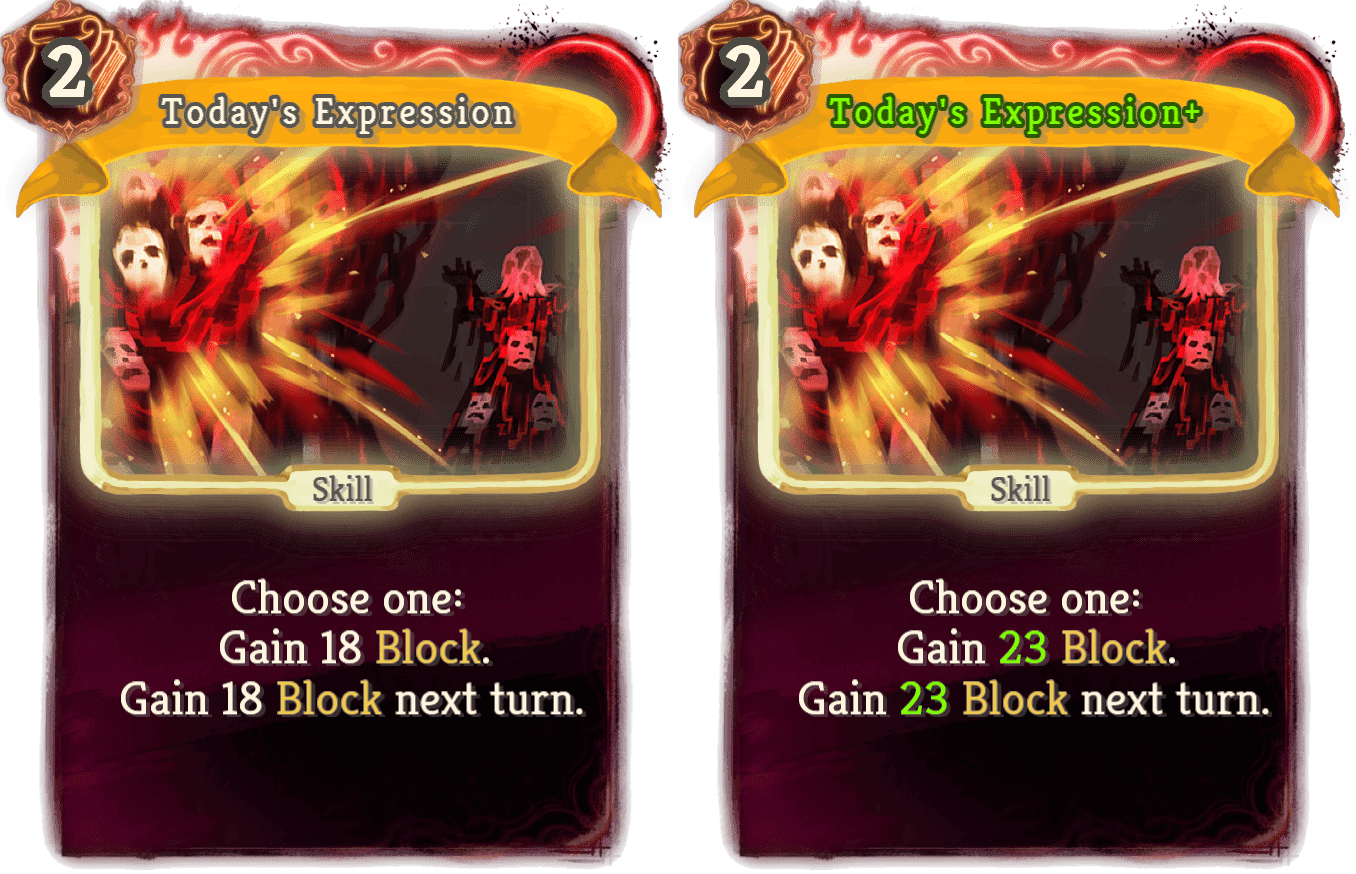 2
Today's Expression
Skill
Choose one:
Gain 18 Block.
Gain 18 Block next turn.
2
Today's Expression+
Skill
Choose one:
Gain 23 Block.
Gain 23 Block next turn.